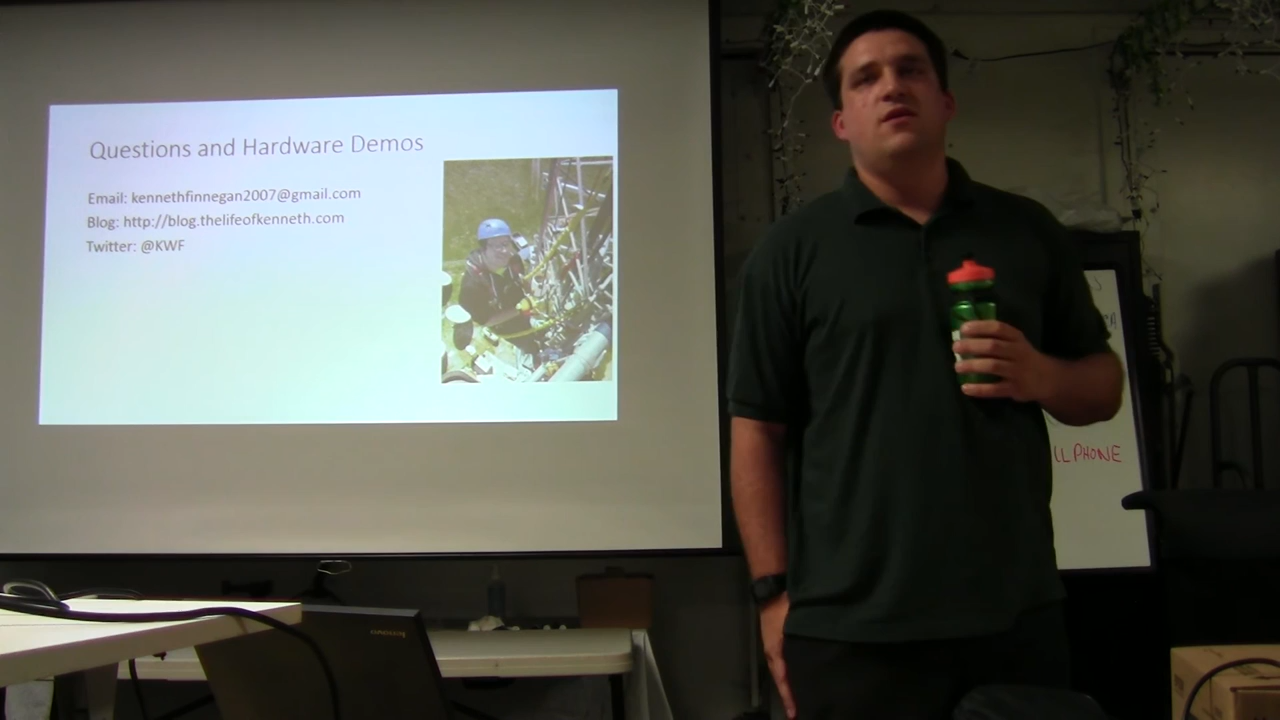 Questions and Hardware Demos
Email: kennethfinnegan2007@gmail.com
Blog: http://blog.thelifeofkenneth.com
Twitter: @KWF
LL PHONE